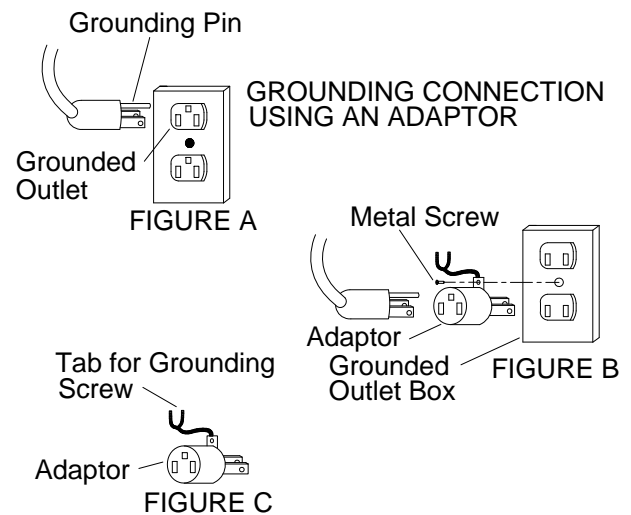 Grounding Pin
GROUNDING CONNECTION
USING AN ADAPTOR
Grounded
Outlet
FIGURE A
Metal Screw
Adaptor
Grounded
Outlet Box
FIGURE B
Tab for Grounding
Screw
Adaptor
FIGURE C